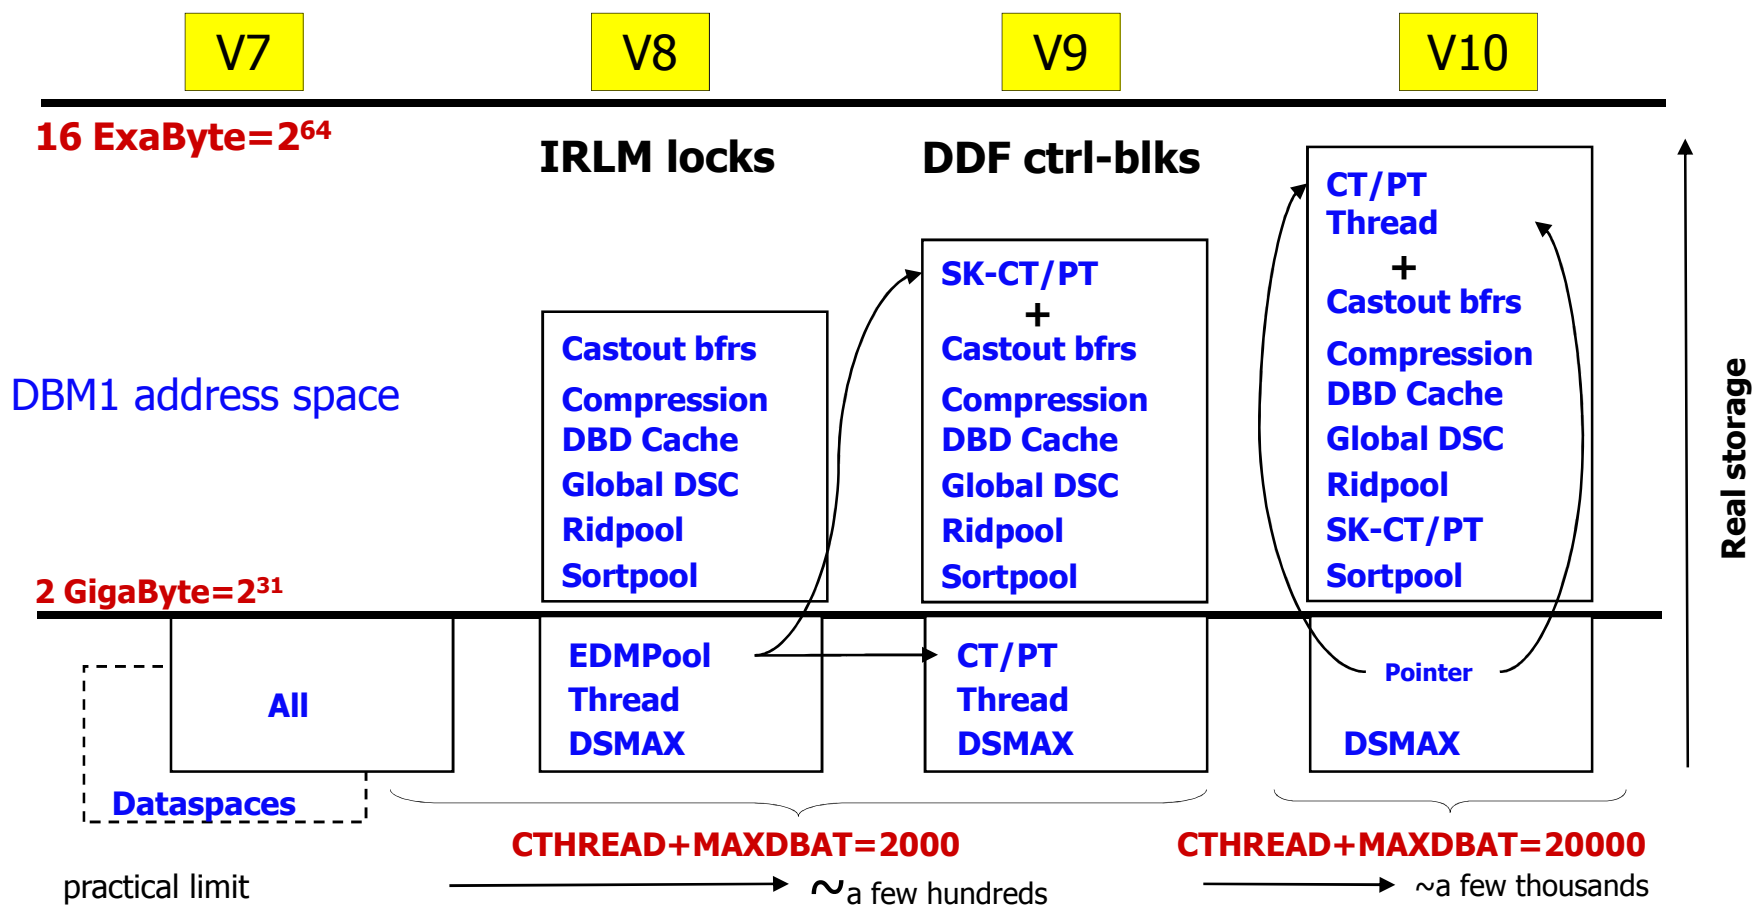 V7
V8
V9
V10
16 ExaByte=2⁶⁴
IRLM locks
DDF ctrl-blks
CT/PT
Thread
+
Castout bfrs
Compression
DBD Cache
Global DSC
Ridpool
SK-CT/PT
Sortpool
SK-CT/PT
+
Castout bfrs
Compression
DBD Cache
Global DSC
Ridpool
Sortpool
Castout bfrs
Compression
DBD Cache
Global DSC
Ridpool
Sortpool
DBM1 address space
Real storage
2 GigaByte=2³¹
All
Dataspaces
EDMPool
Thread
DSMAX
CT/PT
Thread
DSMAX
Pointer
DSMAX
CTHREAD+MAXDBAT=2000
CTHREAD+MAXDBAT=20000
practical limit
~a few hundreds
~a few thousands